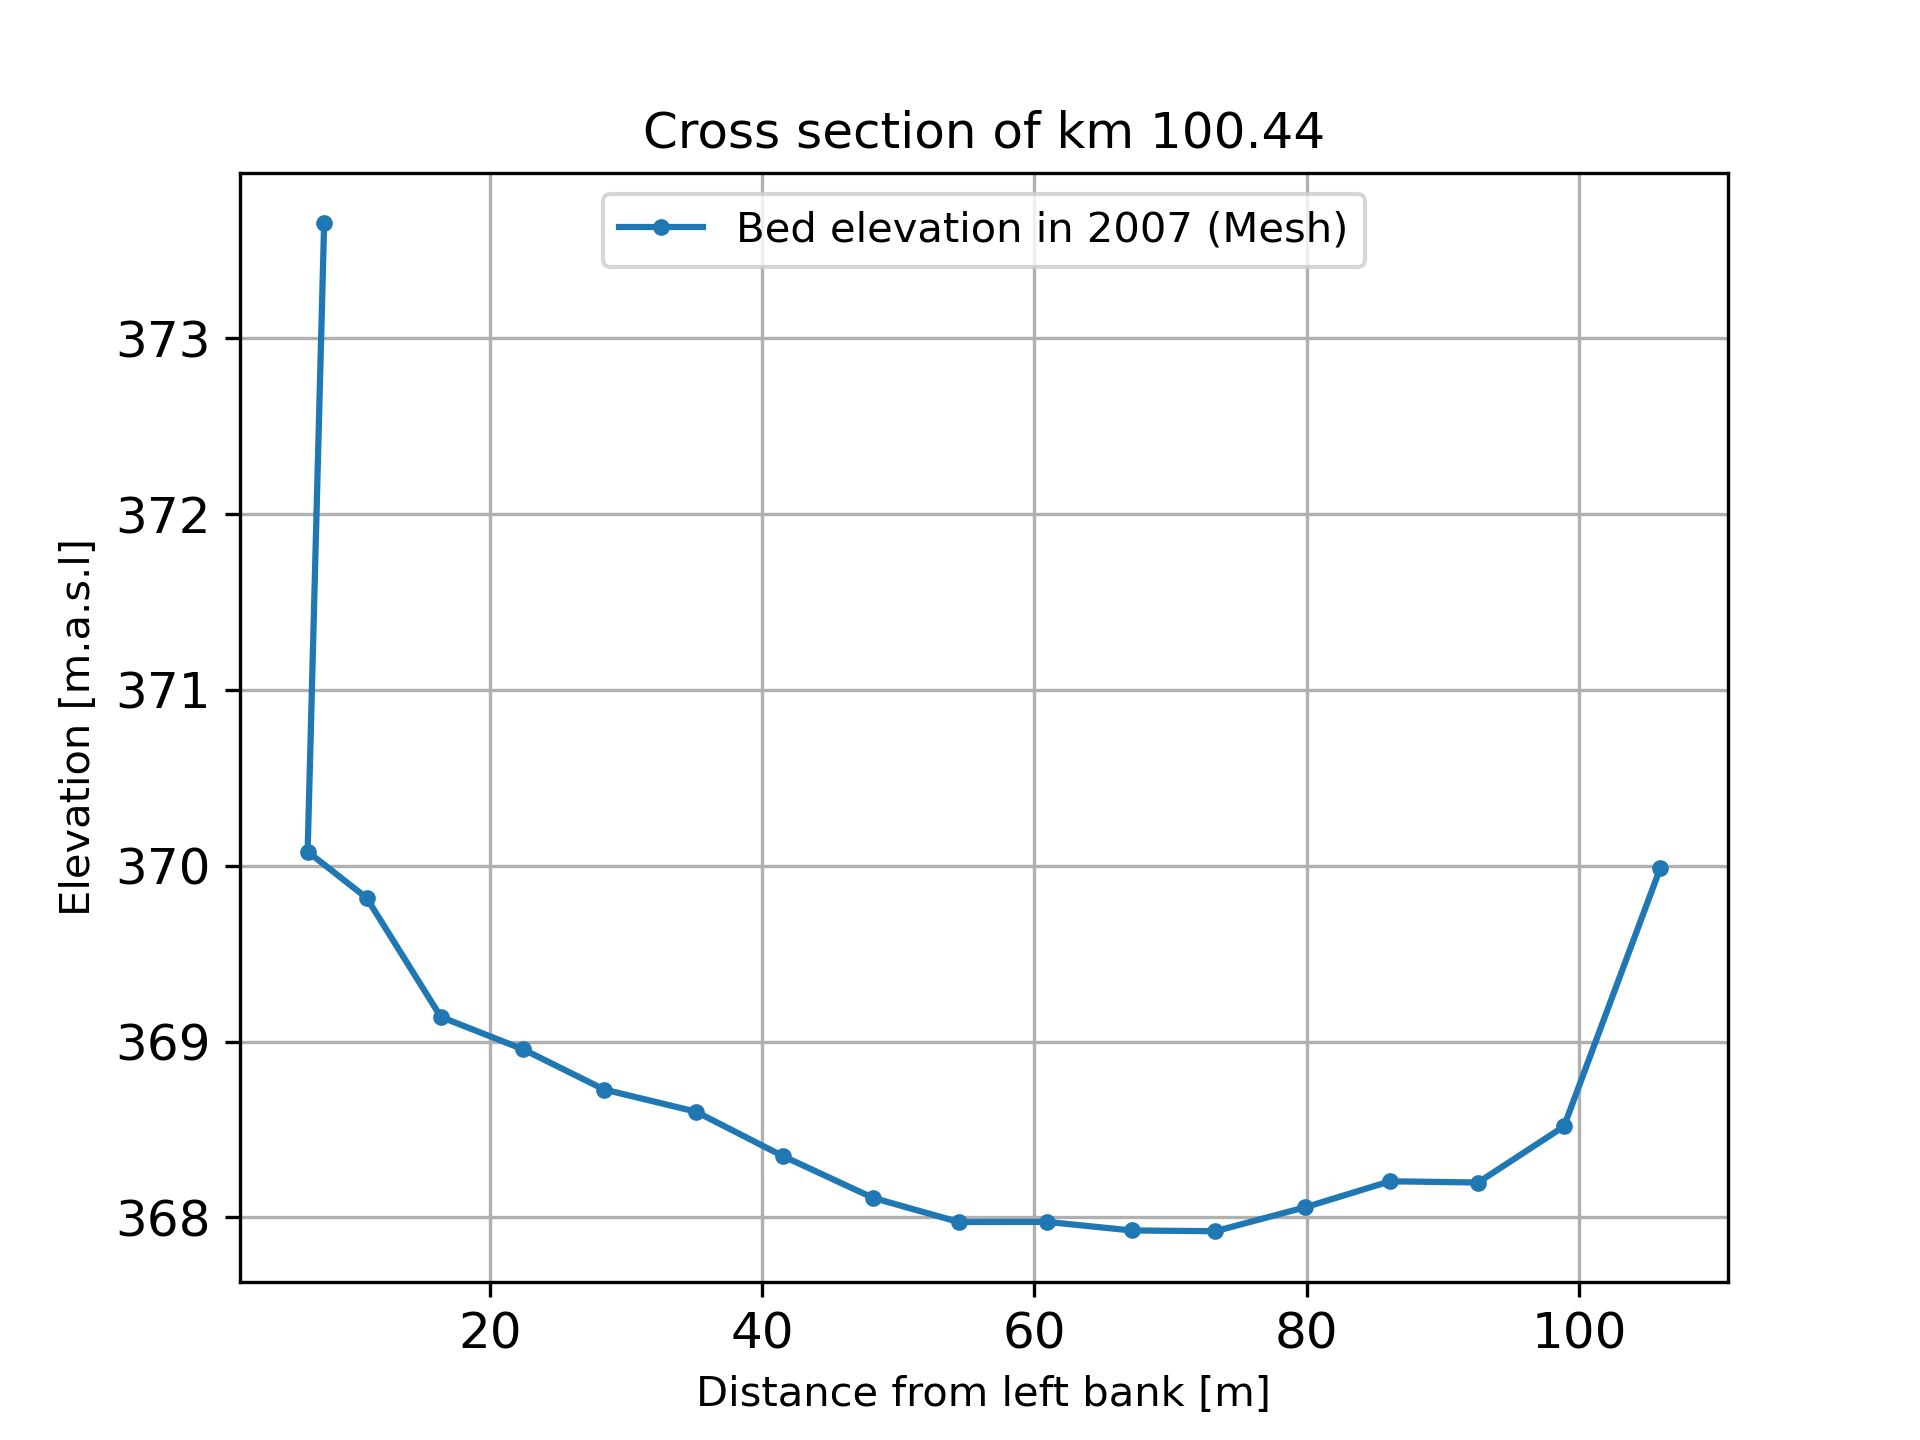 Cross section of km 100.44
Bed elevation in 2007 (Mesh)
373
372
371
370
369
368
Elevation [m.a.s.l]
20 40 60 80 100
Distance from left bank [m]